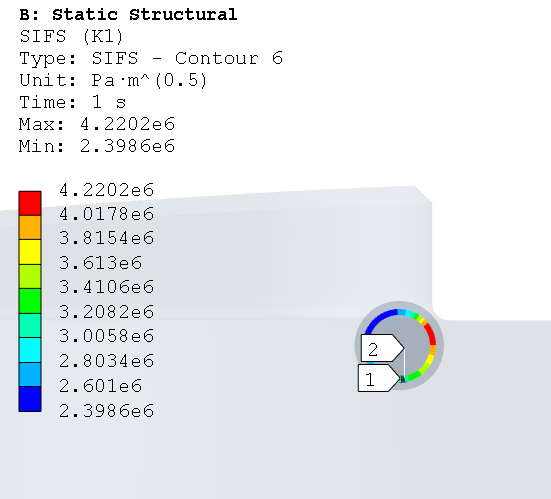 B: Static Structural
SIFS (K1)
Type: SIFS - Contour 6
Unit: Pa·m^(0.5)
Time: 1 s
Max: 4.2202e6
Min: 2.3986e6
4.2202e6
4.0178e6
3.8154e6
3.613e6
3.4106e6
3.2082e6
3.0058e6
2.8034e6
2.601e6
2.3986e6
2
1